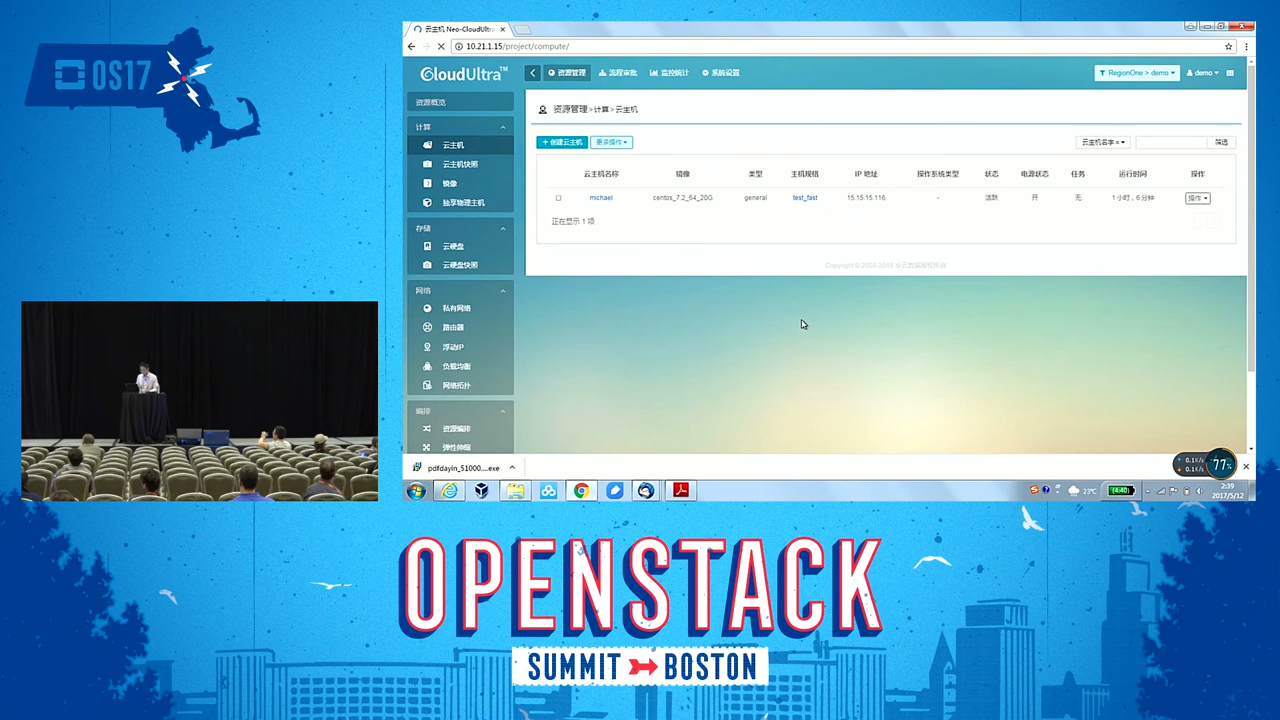 OS17
云主机 Neo-CloudUltra
10.21.1.15/project/compute/
CloudUltra™
资源管理
流程审批
监控统计
系统设置
RegionOne > demo
demo
资源概览
计算
云主机
云主机快照
镜像
独享物理主机
存储
云硬盘
云硬盘快照
网络
私有网络
路由器
浮动IP
负载均衡
网络拓扑
编排
资源编排
弹性伸缩
资源管理>计算>云主机
+ 创建云主机
更多操作
云主机名字 =
筛选
云主机名称 镜像 类型 主机规格 IP 地址 操作系统类型 状态 电源状态 任务 运行时间 操作
michael centos_7.2_64_20G general test_fast 15.15.15.116 - 活跃 开 无 1 小时，6 分钟 操作
正在显示 1 项
pdfdayin_51000....exe
0.1K/s
0.1K/s
77%
23℃
(4:40)
2:39
2017/5/12
OPENSTACK
SUMMIT BOSTON